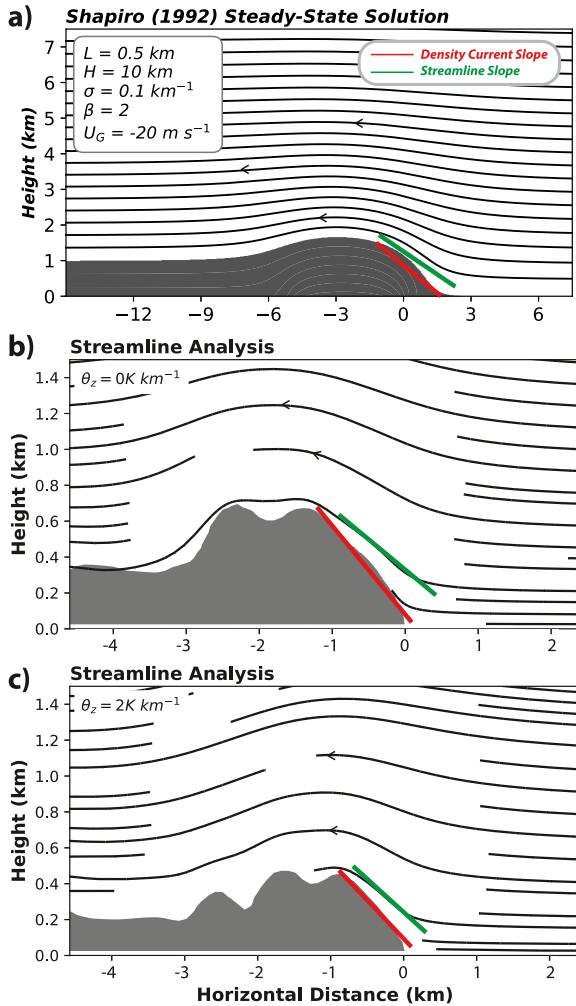 a) Shapiro (1992) Steady-State Solution
L = 0.5 km
H = 10 km
σ = 0.1 km⁻¹
β = 2
U_G = -20 m s⁻¹
Density Current Slope
Streamline Slope
Height (km)
7
6
5
4
3
2
1
0
−12 −9 −6 −3 0 3 6
b) Streamline Analysis
θ_z = 0K km⁻¹
Height (km)
1.4
1.2
1.0
0.8
0.6
0.4
0.2
0.0
-4 -3 -2 -1 0 1 2
c) Streamline Analysis
θ_z = 2K km⁻¹
Height (km)
1.4
1.2
1.0
0.8
0.6
0.4
0.2
0.0
-4 -3 -2 -1 0 1 2
Horizontal Distance (km)